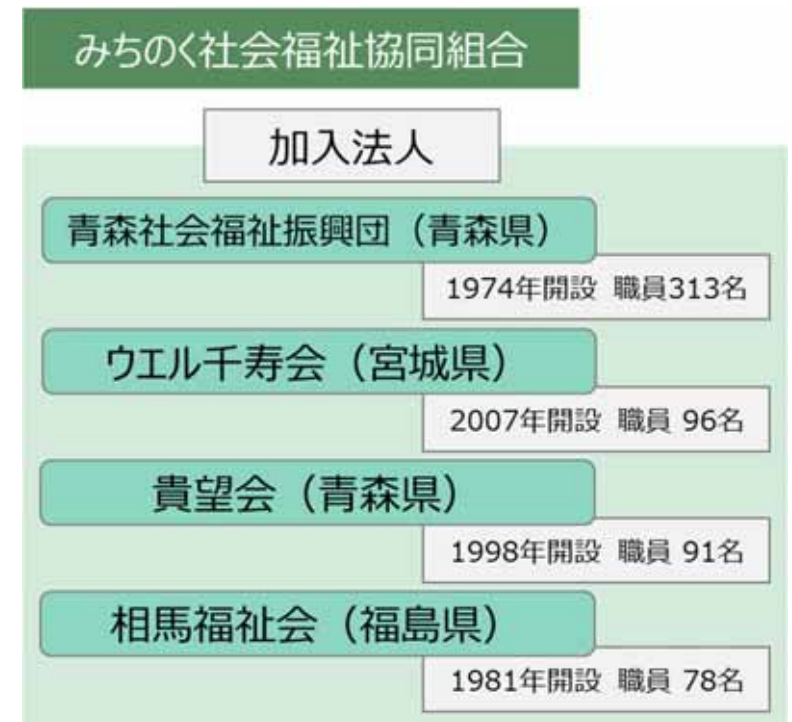 みちのく社会福祉協同組合
加入法人
青森社会福祉振興団（青森県）
1974年開設 職員313名
ウエル千寿会（宮城県）
2007年開設 職員 96名
貴望会（青森県）
1998年開設 職員 91名
相馬福祉会（福島県）
1981年開設 職員 78名